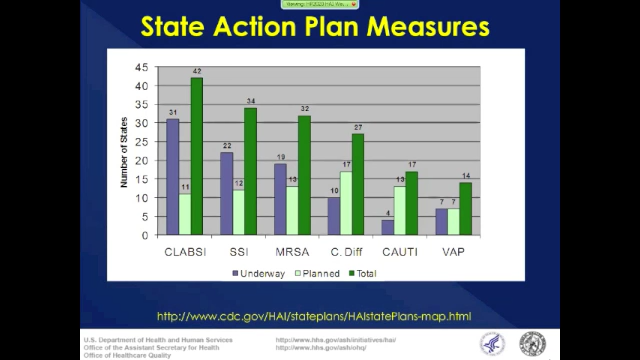 State Action Plan Measures
Number of States
45
40
35
30
25
20
15
10
5
0
31 11 42
22 12 34
19 13 32
10 17 27
4 13 17
7 7 14
CLABSI SSI MRSA C. Diff CAUTI VAP
Underway Planned Total
http://www.cdc.gov/HAI/stateplans/HAIstatePlans-map.html
U.S. Department of Health and Human Services
Office of the Assistant Secretary for Health
Office of Healthcare Quality
http://www.hhs.gov/ash/initiatives/hai/
http://www.hhs.gov/ash/ohq/